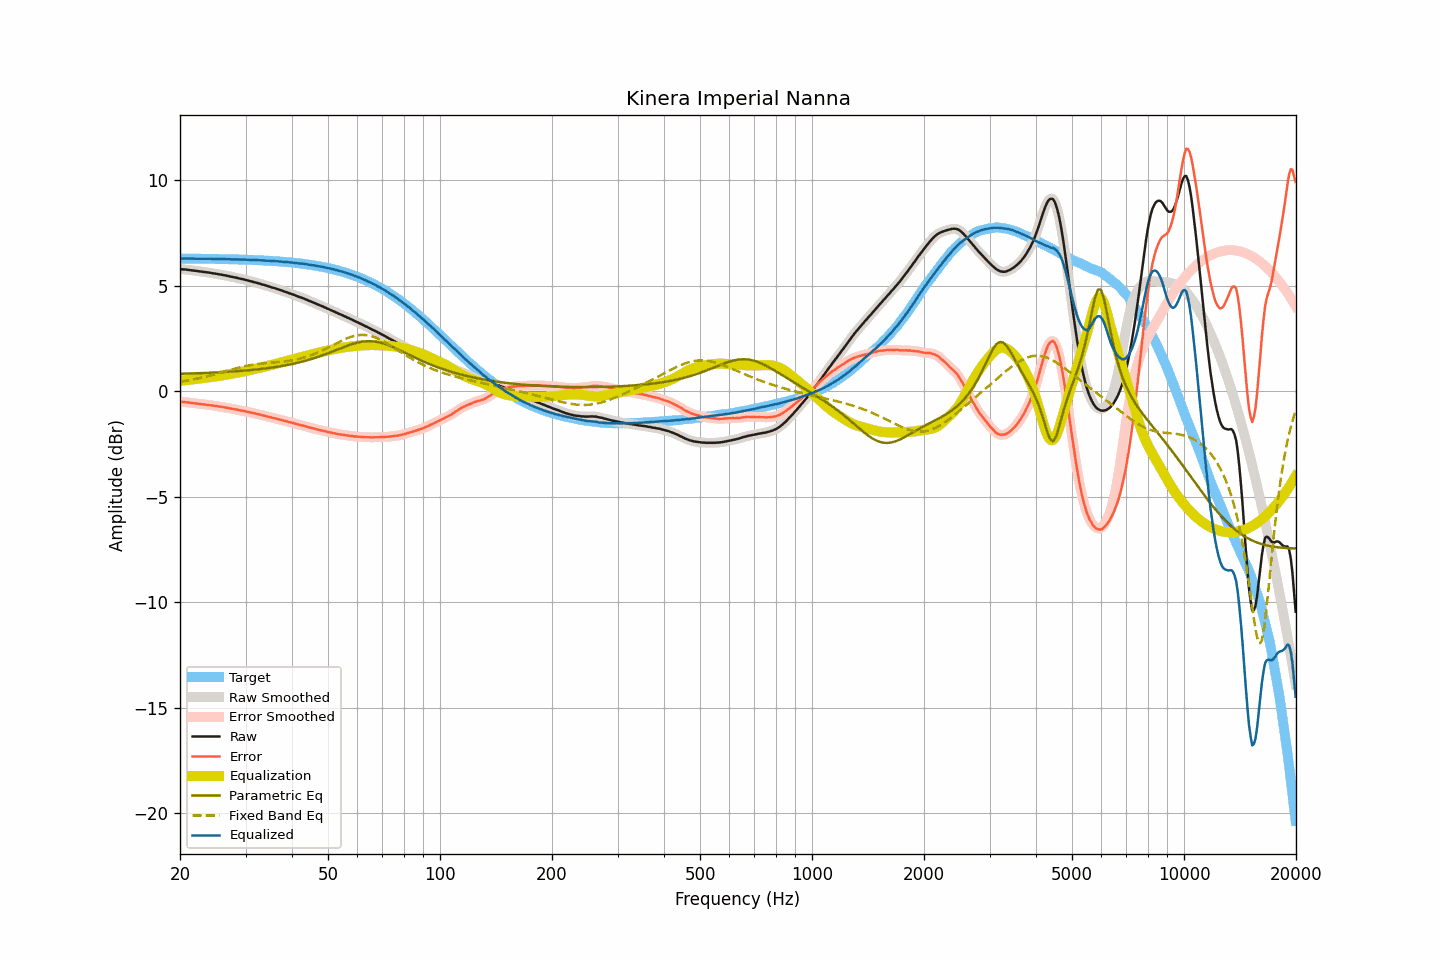 Kinera Imperial Nanna
Amplitude (dBr)
10
5
0
−5
−10
−15
−20
Target
Raw Smoothed
Error Smoothed
Raw
Error
Equalization
Parametric Eq
Fixed Band Eq
Equalized
20 50 100 200 500 1000 2000 5000 10000 20000
Frequency (Hz)